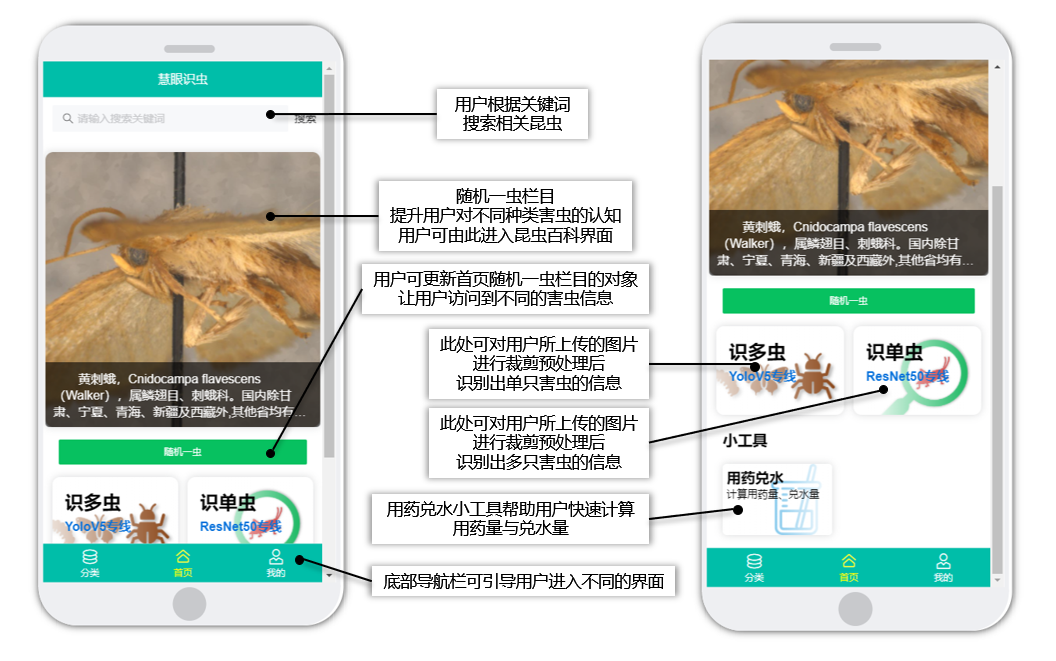 慧眼识虫
请输入搜索关键词
搜索
黄刺蛾，Cnidocampa flavescens
（Walker），属鳞翅目、刺蛾科。国内除甘
肃、宁夏、青海、新疆及西藏外,其他省均有...
随机一虫
识多虫
YoloV5专线
识单虫
ResNet50专线
分类
首页
我的
用户根据关键词
搜索相关昆虫
随机一虫栏目
提升用户对不同种类害虫的认知
用户可由此进入昆虫百科界面
用户可更新首页随机一虫栏目的对象
让用户访问到不同的害虫信息
此处可对用户所上传的图片
进行裁剪预处理后
识别出单只害虫的信息
此处可对用户所上传的图片
进行裁剪预处理后
识别出多只害虫的信息
用药兑水小工具帮助用户快速计算
用药量与兑水量
底部导航栏可引导用户进入不同的界面
黄刺蛾，Cnidocampa flavescens
（Walker），属鳞翅目、刺蛾科。国内除甘
肃、宁夏、青海、新疆及西藏外,其他省均有...
随机一虫
识多虫
YoloV5专线
识单虫
ResNet50专线
小工具
用药兑水
计算用药量、兑水量
分类
首页
我的